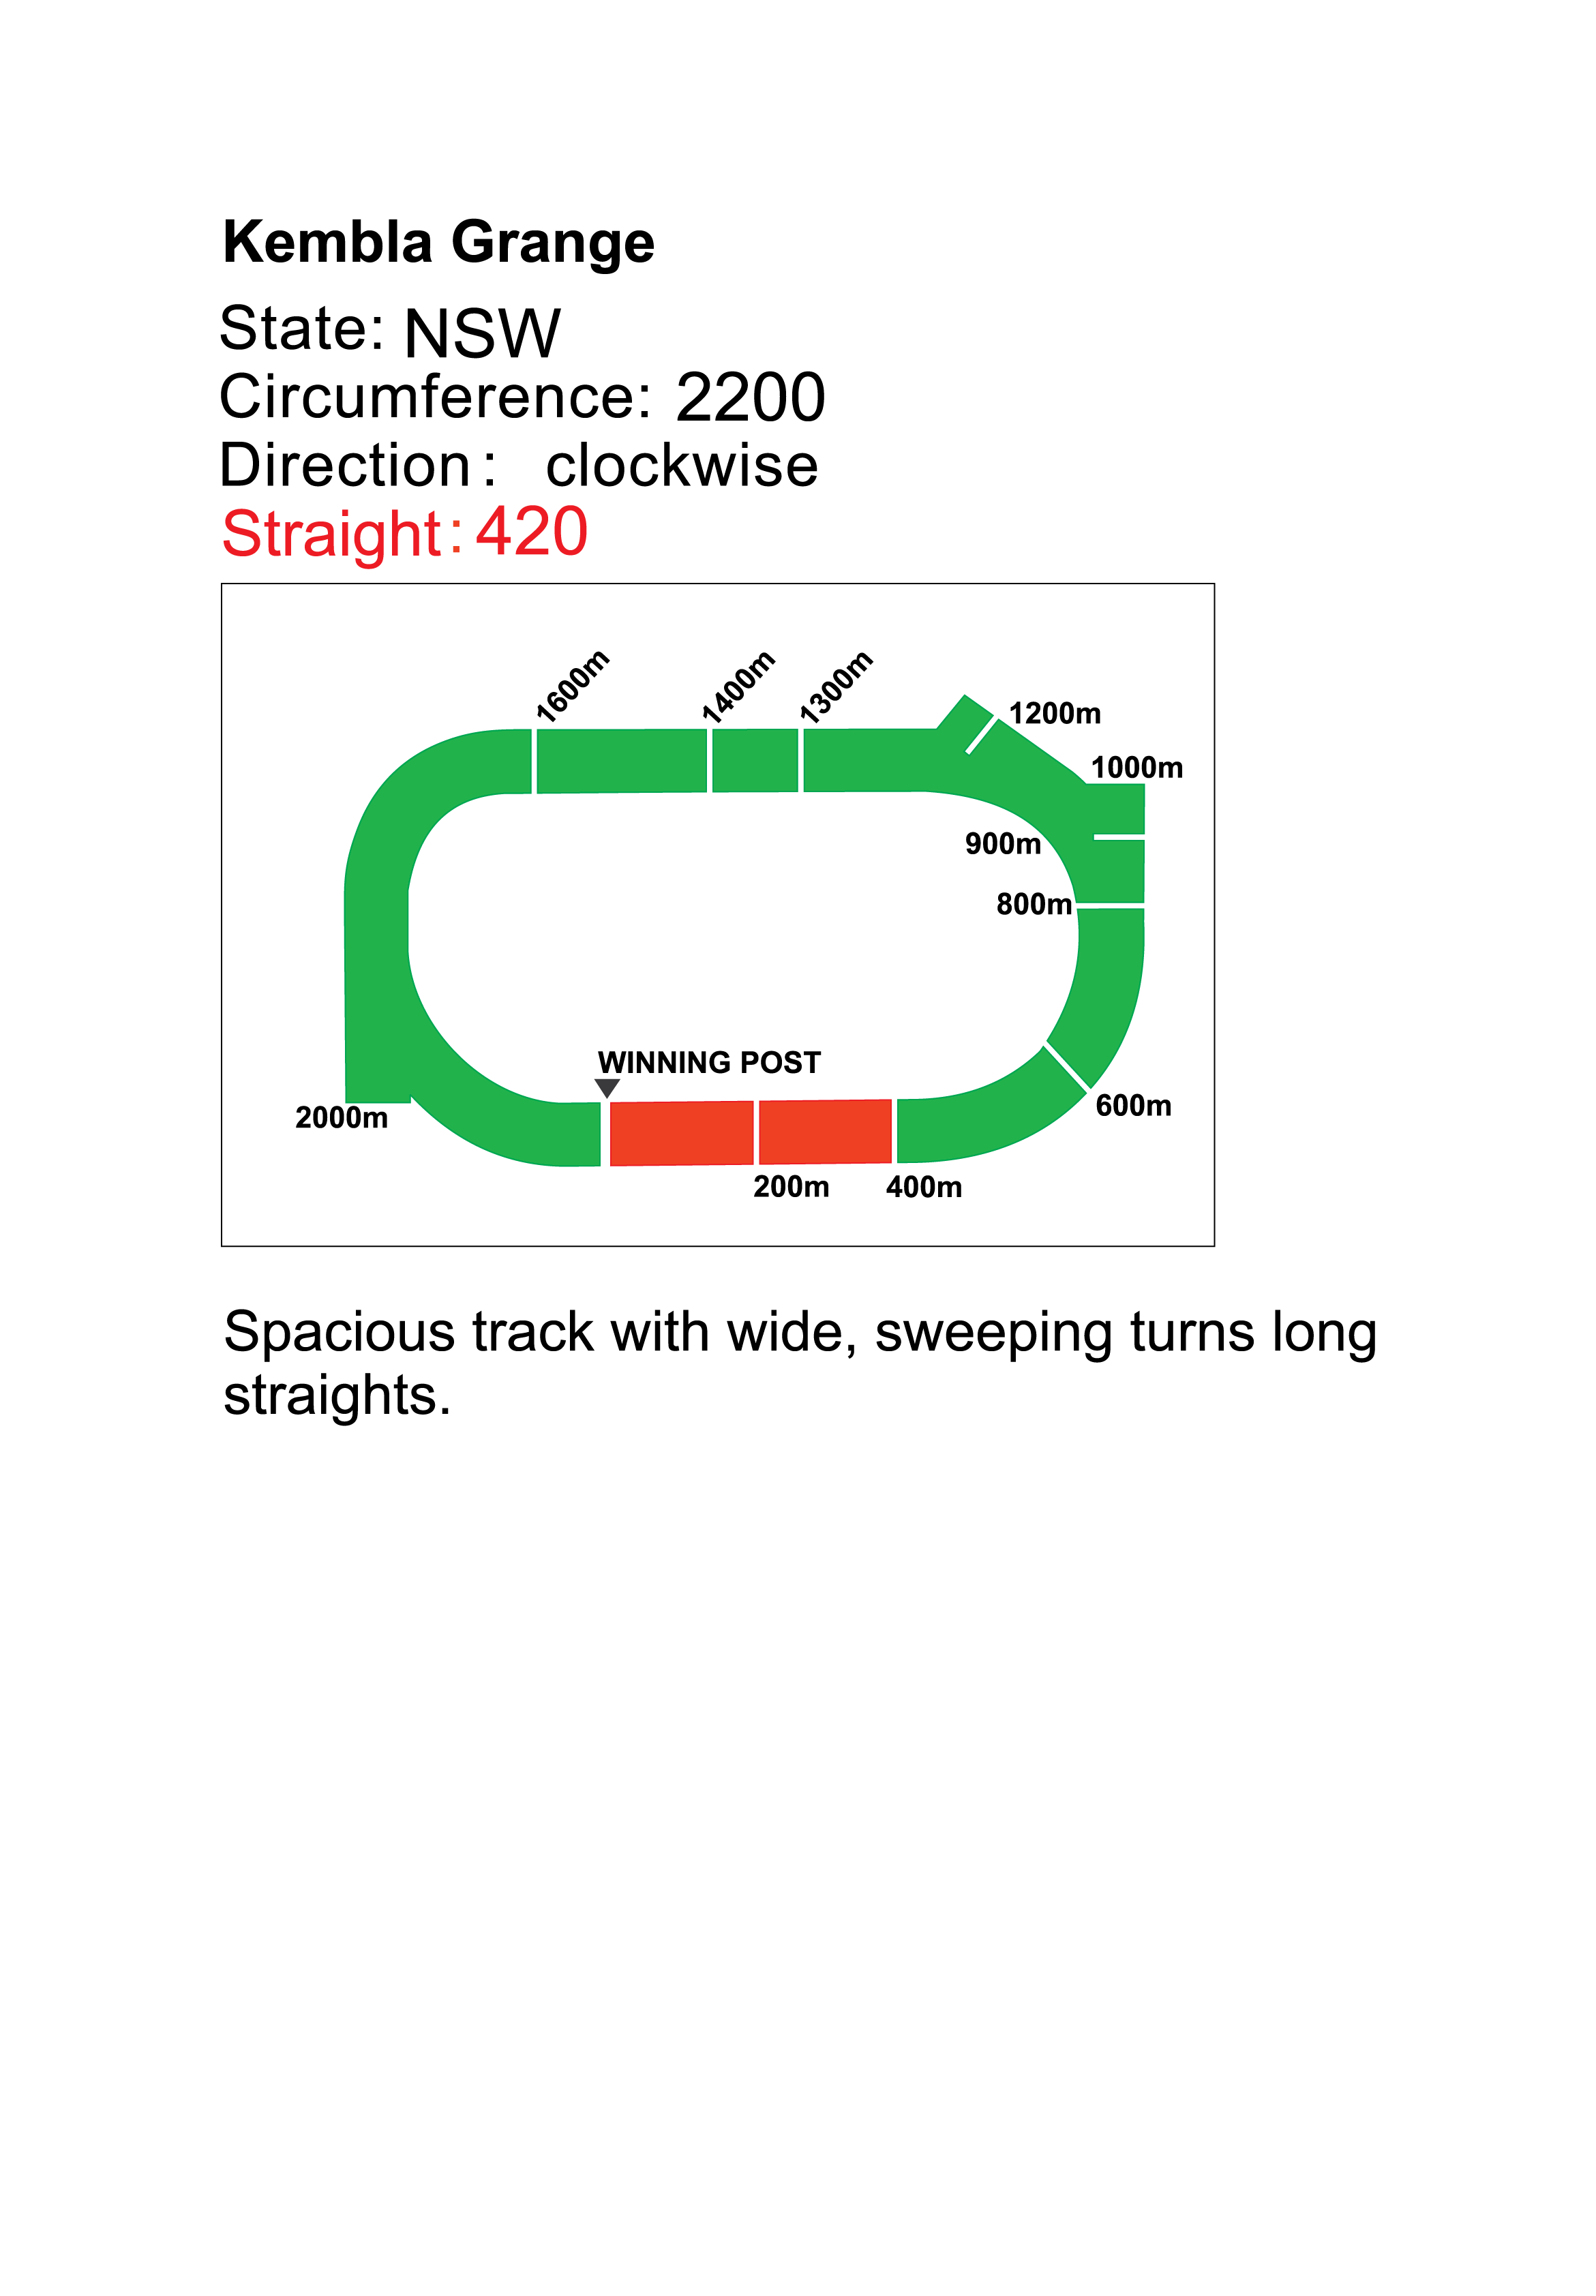 Kembla Grange
State: NSW
Circumference: 2200
Direction: clockwise
Straight: 420
1600m
1400m
1300m
1200m
1000m
900m
800m
WINNING POST
2000m
600m
200m
400m
Spacious track with wide, sweeping turns long
straights.